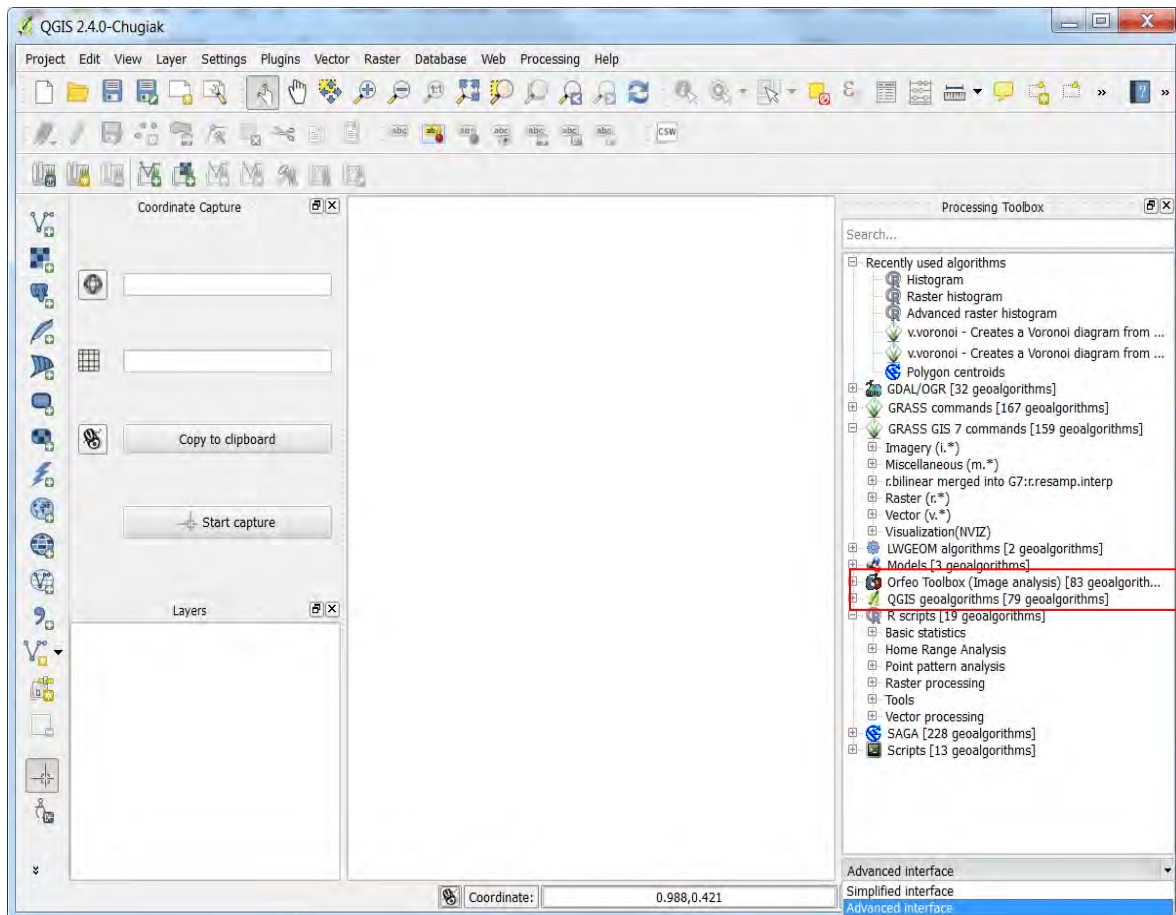 QGIS 2.4.0-Chugiak
Project Edit View Layer Settings Plugins Vector Raster Database Web Processing Help
abc abc abc abc abc abc abc CSW
Coordinate Capture
Copy to clipboard
Start capture
Layers
Processing Toolbox
Search...
Recently used algorithms
Histogram
Raster histogram
Advanced raster histogram
v.voronoi - Creates a Voronoi diagram from ...
v.voronoi - Creates a Voronoi diagram from ...
Polygon centroids
GDAL/OGR [32 geoalgorithms]
GRASS commands [167 geoalgorithms]
GRASS GIS 7 commands [159 geoalgorithms]
Imagery (i.*)
Miscellaneous (m.*)
r.bilinear merged into G7:r.resamp.interp
Raster (r.*)
Vector (v.*)
Visualization(NVIZ)
LWGEOM algorithms [2 geoalgorithms]
Models [3 geoalgorithms]
Orfeo Toolbox (Image analysis) [83 geoalgorith...
QGIS geoalgorithms [79 geoalgorithms]
R scripts [19 geoalgorithms]
Basic statistics
Home Range Analysis
Point pattern analysis
Raster processing
Tools
Vector processing
SAGA [228 geoalgorithms]
Scripts [13 geoalgorithms]
Advanced interface
Simplified interface
Advanced interface
Coordinate: 0.988,0.421